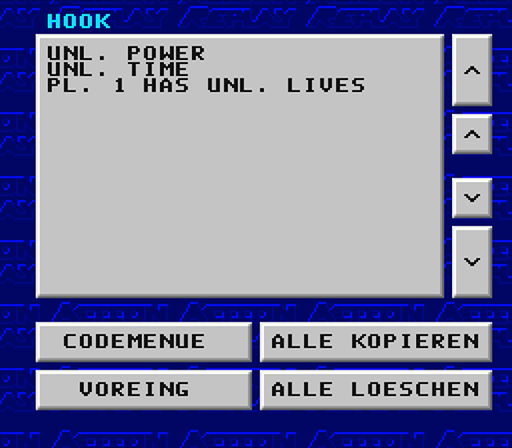 HOOK
UNL. POWER
UNL. TIME
PL. 1 HAS UNL. LIVES
CODEMENUE
ALLE KOPIEREN
VOREING
ALLE LOESCHEN